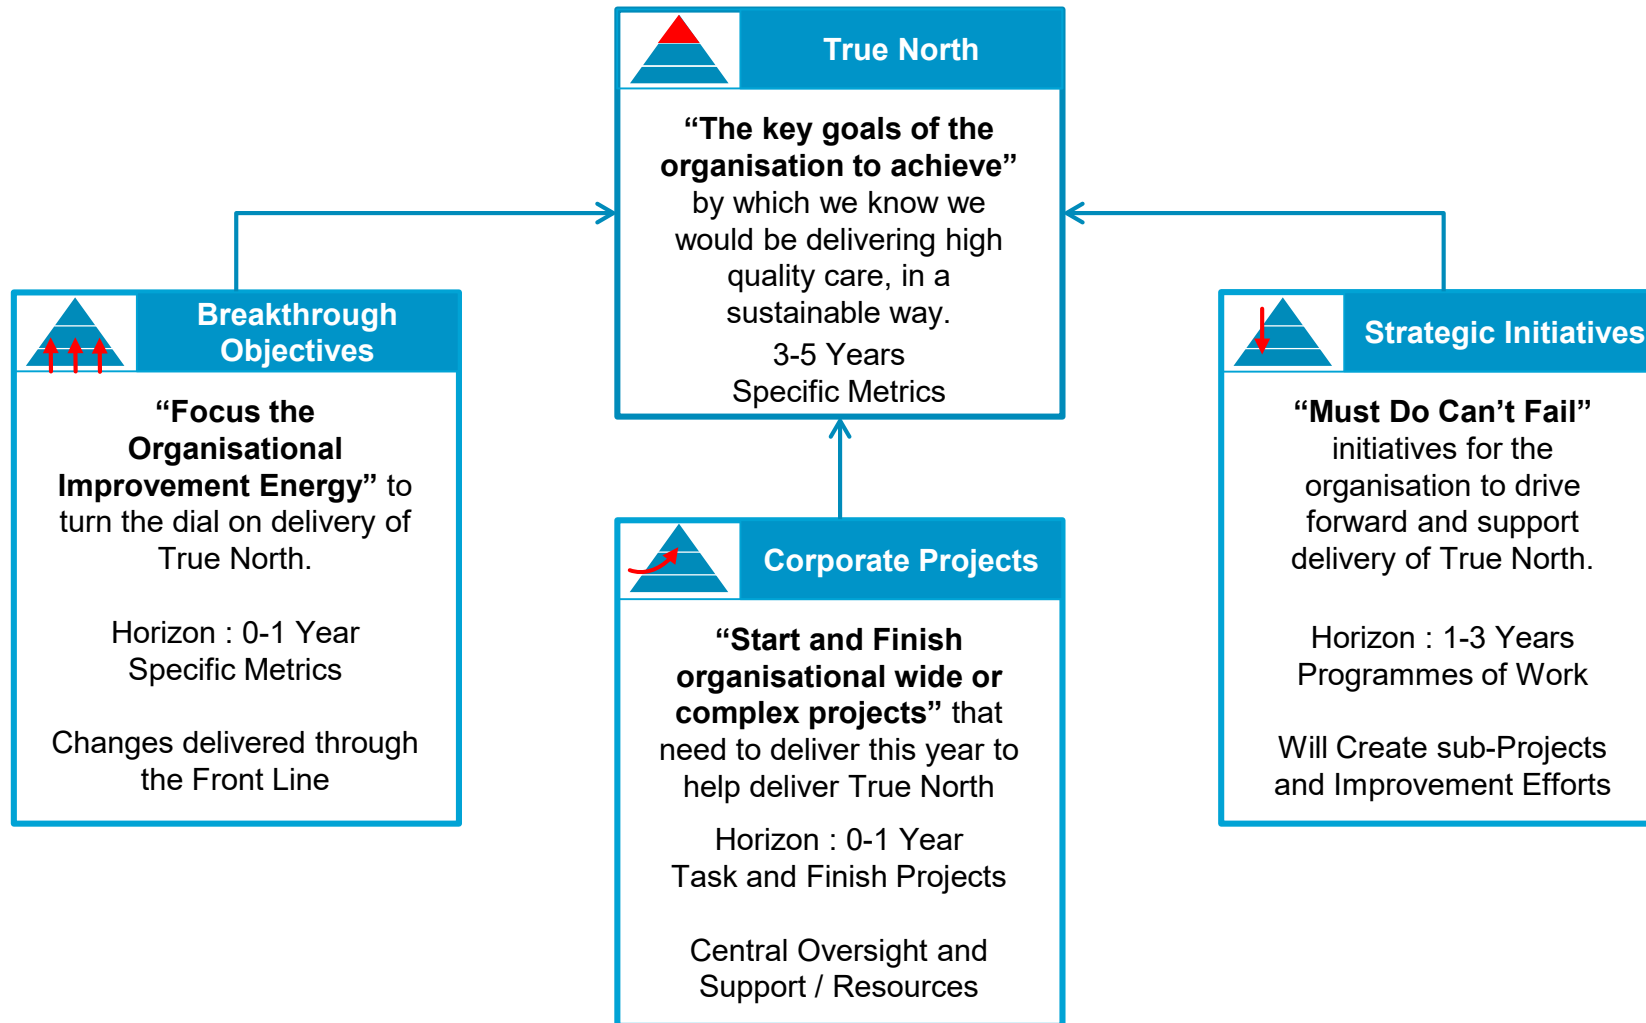 True North
“The key goals of the
organisation to achieve”
by which we know we
would be delivering high
quality care, in a
sustainable way.
3-5 Years
Specific Metrics
Breakthrough
Objectives
“Focus the
Organisational
Improvement Energy” to
turn the dial on delivery of
True North.
Horizon : 0-1 Year
Specific Metrics
Changes delivered through
the Front Line
Corporate Projects
“Start and Finish
organisational wide or
complex projects” that
need to deliver this year to
help deliver True North
Horizon : 0-1 Year
Task and Finish Projects
Central Oversight and
Support / Resources
Strategic Initiatives
“Must Do Can’t Fail”
initiatives for the
organisation to drive
forward and support
delivery of True North.
Horizon : 1-3 Years
Programmes of Work
Will Create sub-Projects
and Improvement Efforts